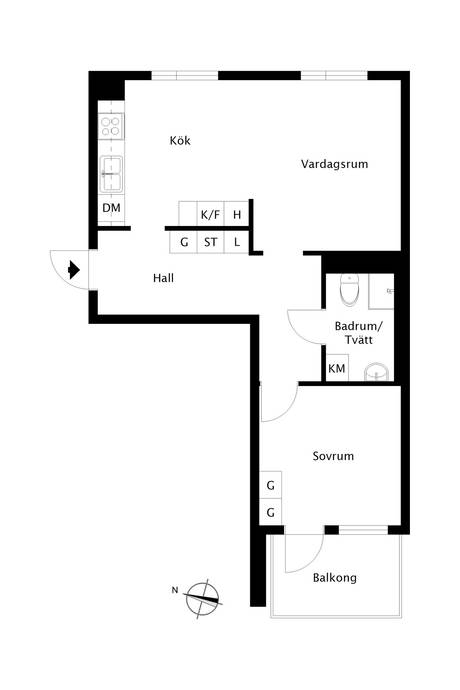 Kök
Vardagsrum
DM
K/F H
G ST L
Hall
Badrum/
Tvätt
KM
Sovrum
G
G
Balkong
N